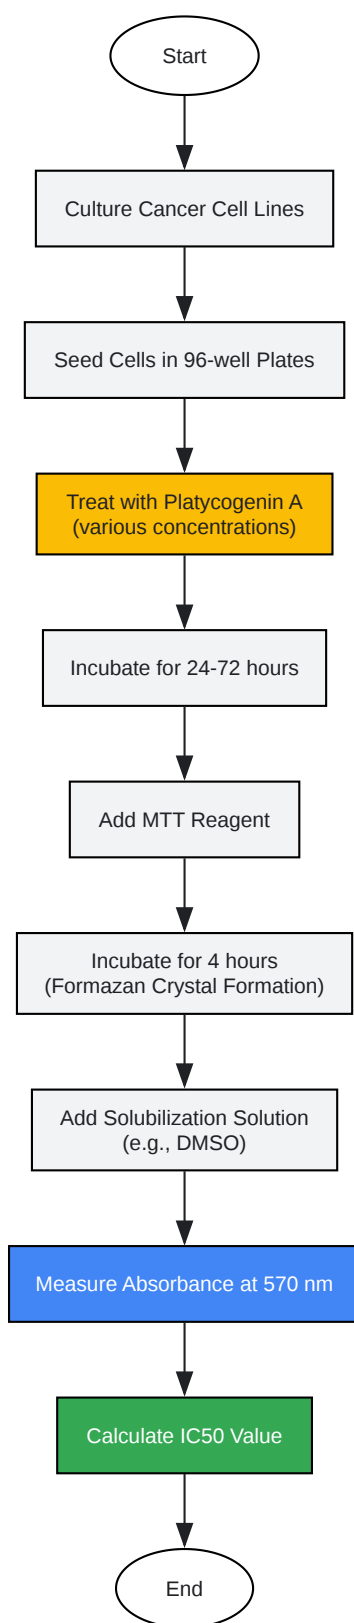 Start
Culture Cancer Cell Lines
Seed Cells in 96-well Plates
Treat with Platycogenin A
(various concentrations)
Incubate for 24-72 hours
Add MTT Reagent
Incubate for 4 hours
(Formazan Crystal Formation)
Add Solubilization Solution
(e.g., DMSO)
Measure Absorbance at 570 nm
Calculate IC50 Value
End